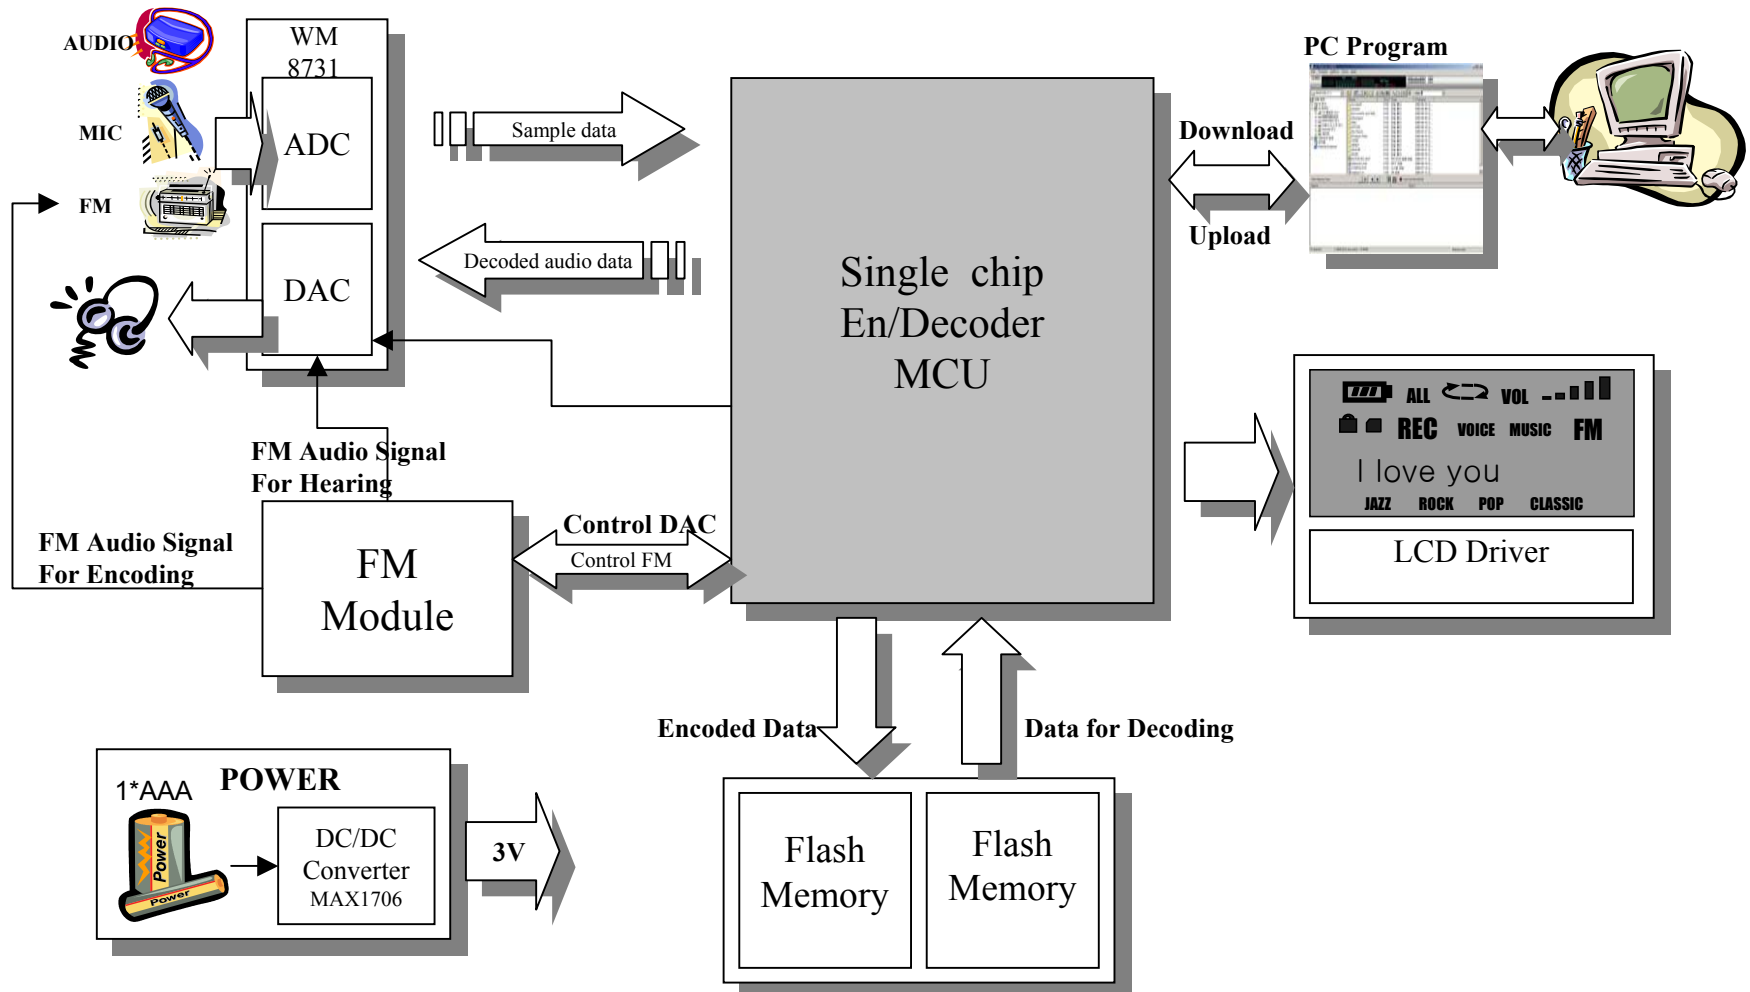 AUDIO
WM
8731
PC Program
MIC
ADC
Sample data
Download
FM
Upload
DAC
Decoded audio data
Single chip
En/Decoder
MCU
ALL
VOL
REC
VOICE
MUSIC
FM
I love you
JAZZ
ROCK
POP
CLASSIC
LCD Driver
FM Audio Signal
For Hearing
Control DAC
Control FM
FM Audio Signal
For Encoding
FM
Module
Encoded Data
Data for Decoding
POWER
1*AAA
Power
Power
DC/DC
Converter
MAX1706
3V
Flash
Memory
Flash
Memory